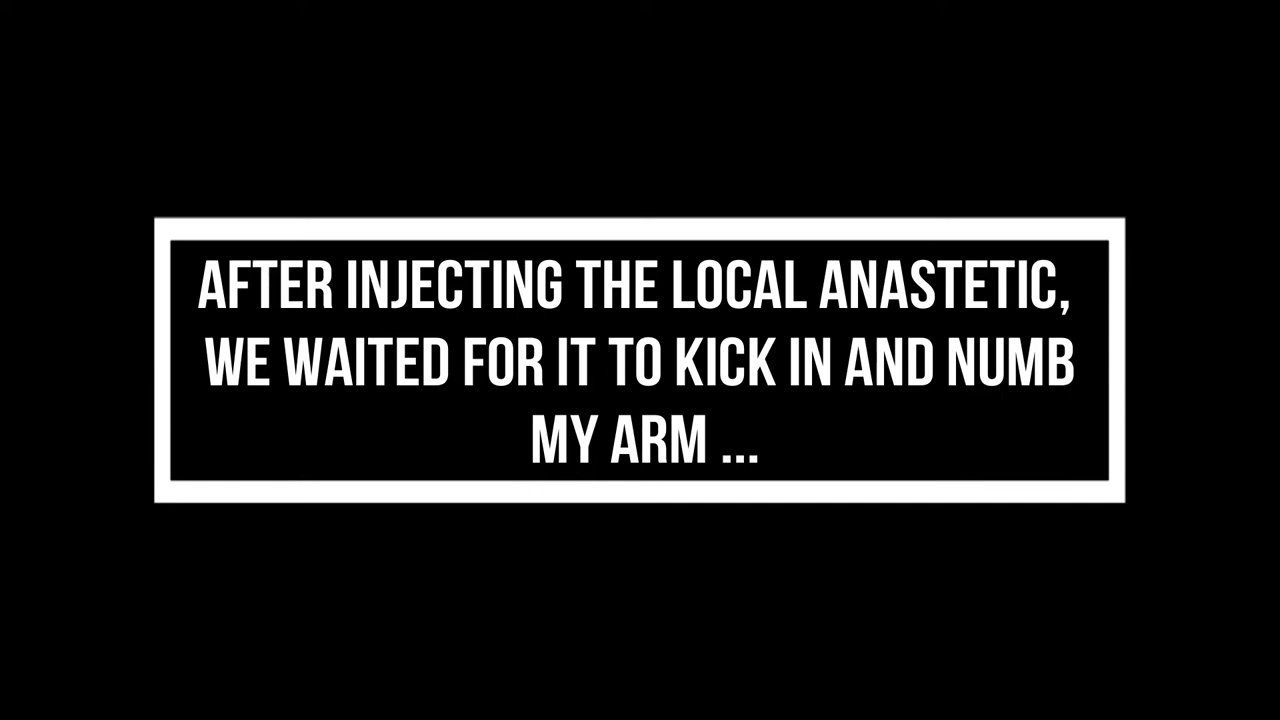 AFTER INJECTING THE LOCAL ANASTETIC,
WE WAITED FOR IT TO KICK IN AND NUMB
MY ARM ...